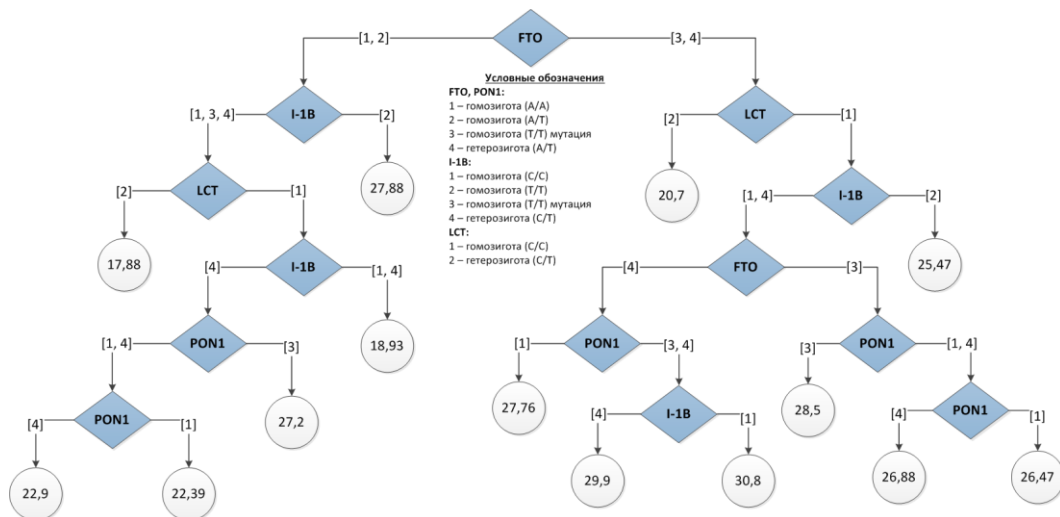 [1, 2]
FTO
[3, 4]
Условные обозначения
FTO, PON1:
1 – гомозигота (A/A)
2 – гомозигота (A/T)
3 – гомозигота (T/T) мутация
4 – гетерозигота (A/T)
I-1B:
1 – гомозигота (C/C)
2 – гомозигота (T/T)
3 – гомозигота (T/T) мутация
4 – гетерозигота (C/T)
LCT:
1 – гомозигота (C/C)
2 – гетерозигота (C/T)
[1, 3, 4]
I-1B
[2]
27,88
[2]
LCT
[1]
17,88
[4]
I-1B
[1, 4]
18,93
[1, 4]
PON1
[3]
27,2
[4]
PON1
[1]
22,9
22,39
[2]
LCT
[1]
20,7
[1, 4]
I-1B
[2]
25,47
[4]
FTO
[3]
[1]
PON1
[3, 4]
27,76
[4]
I-1B
[1]
29,9
30,8
[3]
PON1
[1, 4]
28,5
[4]
PON1
[1]
26,88
26,47